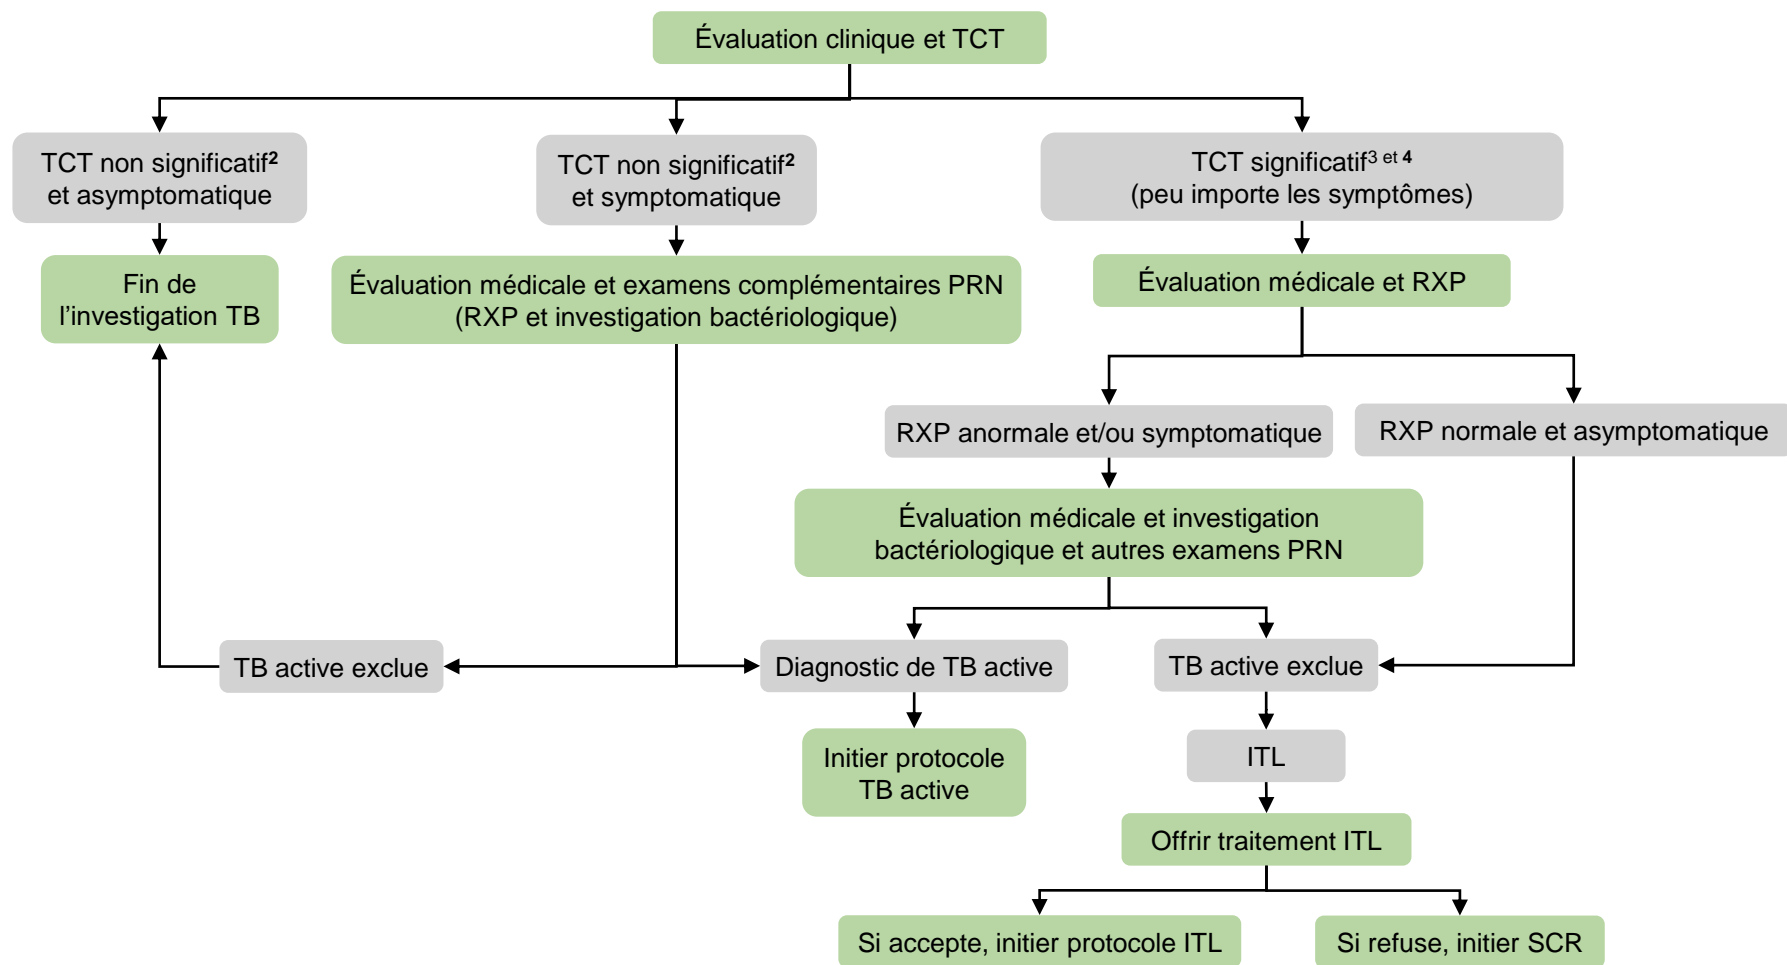 Évaluation clinique et TCT
TCT non significatif²
et asymptomatique
TCT non significatif²
et symptomatique
TCT significatif³ ᵉᵗ ⁴
(peu importe les symptômes)
Fin de
l’investigation TB
Évaluation médicale et examens complémentaires PRN
(RXP et investigation bactériologique)
Évaluation médicale et RXP
RXP anormale et/ou symptomatique
RXP normale et asymptomatique
Évaluation médicale et investigation
bactériologique et autres examens PRN
TB active exclue
Diagnostic de TB active
TB active exclue
Initier protocole
TB active
ITL
Offrir traitement ITL
Si accepte, initier protocole ITL
Si refuse, initier SCR